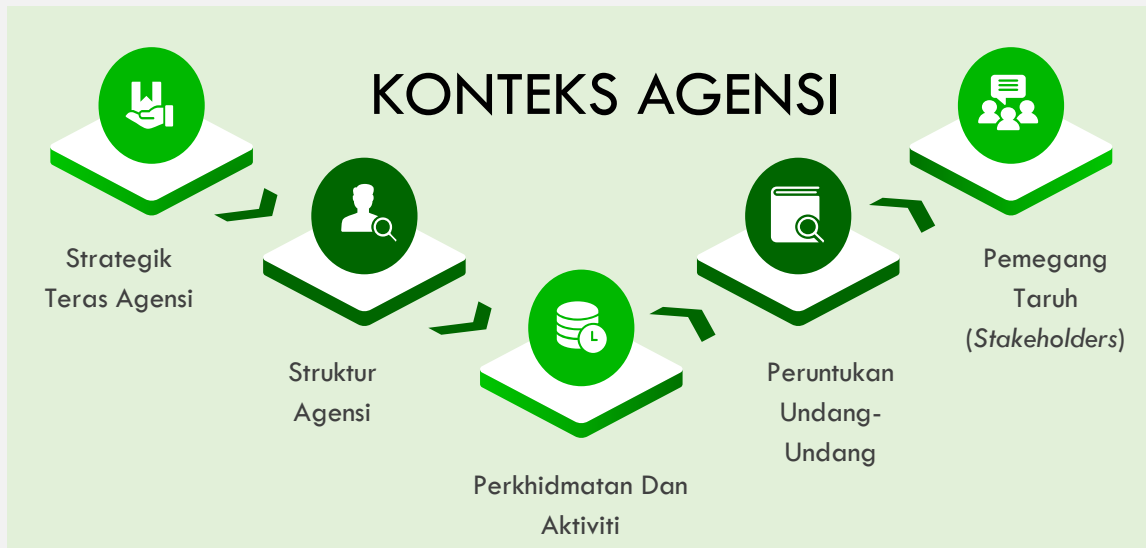 KONTEKS AGENSI
Strategik
Teras Agensi
Struktur
Agensi
Perkhidmatan Dan
Aktiviti
Peruntukan
Undang-
Undang
Pemegang
Taruh
(Stakeholders)